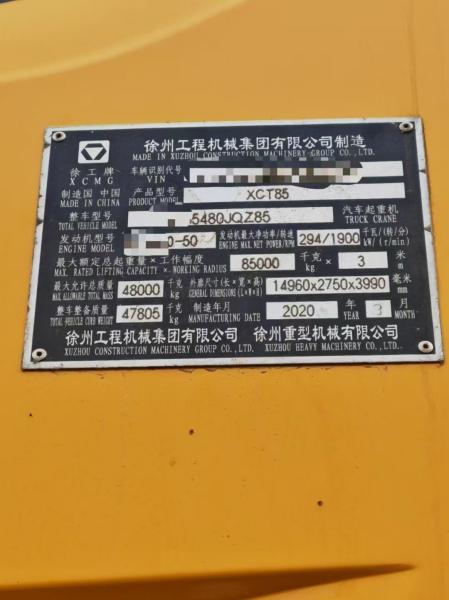 徐州工程机械集团有限公司制造
MADE IN XUZHOU CONSTRUCTION MACHINERY GROUP CO., LTD.
徐工牌 车辆识别代号
XCMG VIN
制造国 中国 产品型号 XCT85
MADE IN CHINA PRODUCT MODEL
整车型号 5480JQZ85 汽车起重机
TOTAL VEHICLE MODEL TRUCK CRANE
发动机型号 0-50 发动机最大净功率/转速 294/1900 千瓦/(转/分)
ENGINE MODEL ENGINE MAX. NET POWER/RPM kW/(r/min)
最大额定总起重量×工作幅度 85000 千克 × 3 米
MAX. RATED LIFTING CAPACITY × WORKING RADIUS kg m
最大允许总质量 48000 千克 外廓尺寸(长×宽×高) 14960x2750x3990 毫米
MAX. ALLOWABLE TOTAL MASS kg GENERAL DIMENSIONS (L×W×H) mm
整车整备质量 47805 千克 制造年月 2020 年 3 月
TOTAL VEHICLE CURB WEIGHT kg MANUFACTURING DATE YEAR MONTH
徐州工程机械集团有限公司 徐州重型机械有限公司
XUZHOU CONSTRUCTION MACHINERY GROUP CO., LTD. XUZHOU HEAVY MACHINERY CO., LTD.